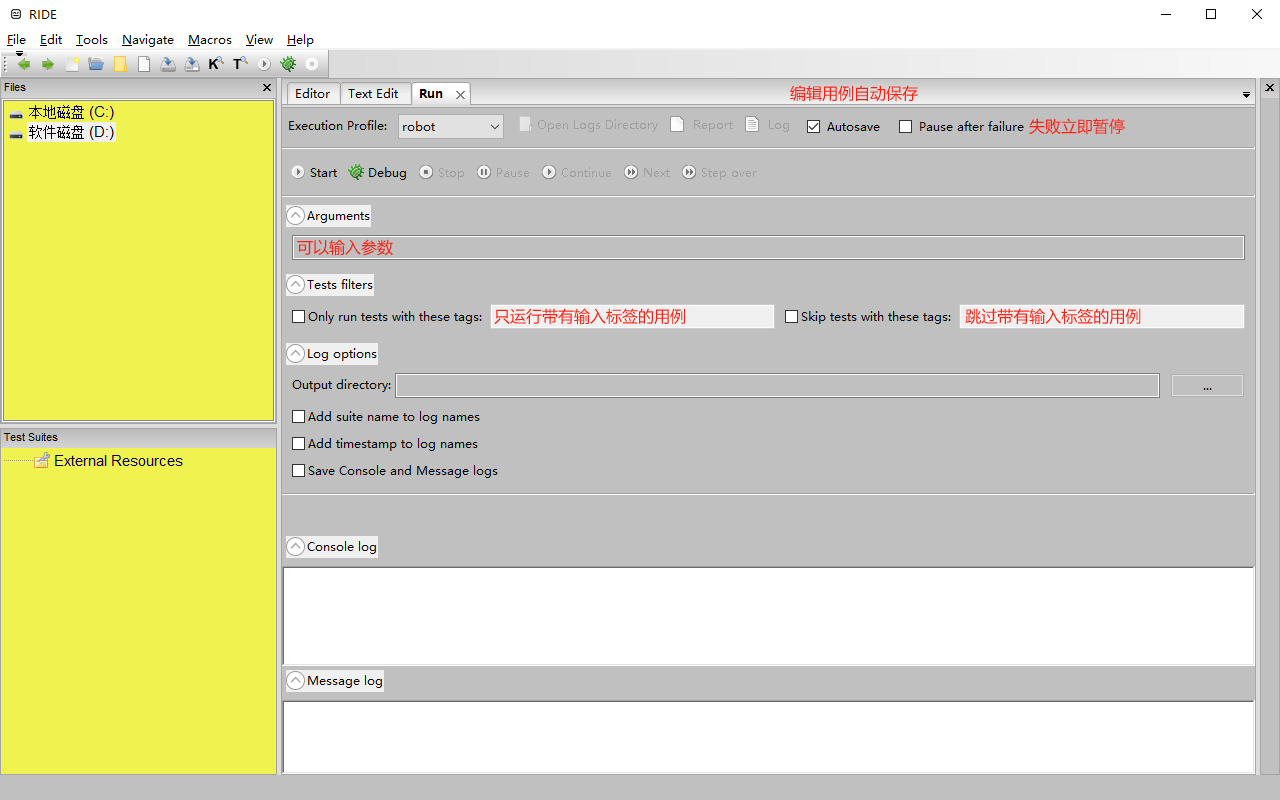 RIDE
File Edit Tools Navigate Macros View Help
K T
Files
本地磁盘 (C:)
软件磁盘 (D:)
Test Suites
External Resources
Editor Text Edit Run 编辑用例自动保存
Execution Profile: robot Open Logs Directory Report Log Autosave Pause after failure 失败立即暂停
Start Debug Stop Pause Continue Next Step over
Arguments
可以输入参数
Tests filters
Only run tests with these tags: 只运行带有输入标签的用例 Skip tests with these tags: 跳过带有输入标签的用例
Log options
Output directory: ...
Add suite name to log names
Add timestamp to log names
Save Console and Message logs
Console log
Message log